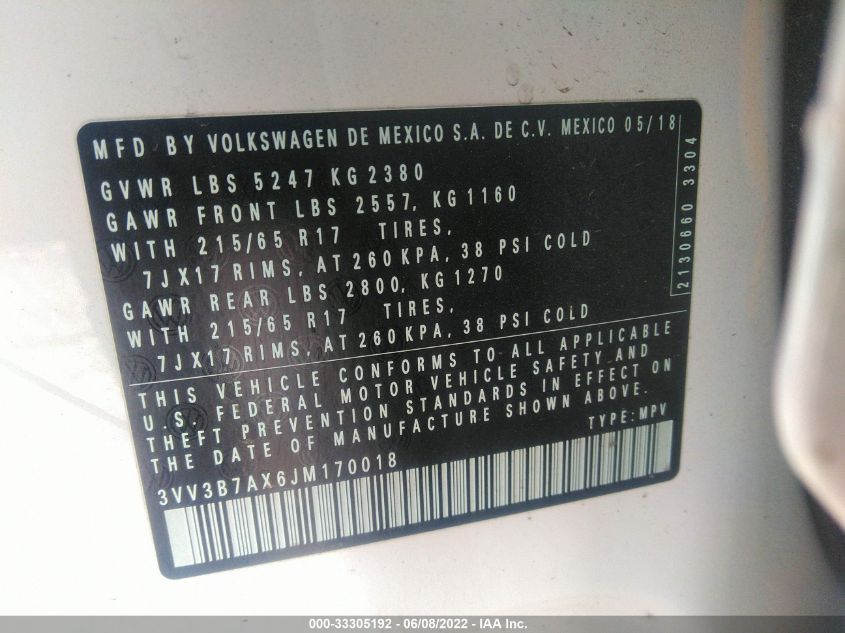 MFD BY VOLKSWAGEN DE MEXICO S.A. DE C.V. MEXICO 05/18
GVWR LBS 5247 KG 2380
GAWR FRONT LBS 2557, KG 1160
WITH 215/65 R17 TIRES,
7JX17 RIMS, AT 260 KPA, 38 PSI COLD
GAWR REAR LBS 2800, KG 1270
WITH 215/65 R17 TIRES,
7JX17 RIMS, AT 260 KPA, 38 PSI COLD
2130660 3304
THIS VEHICLE CONFORMS TO ALL APPLICABLE
U.S. FEDERAL MOTOR VEHICLE SAFETY AND
THEFT PREVENTION STANDARDS IN EFFECT ON
THE DATE OF MANUFACTURE SHOWN ABOVE.
TYPE: MPV
3VV3B7AX6JM170018
000-33305192 - 06/08/2022 - IAA Inc.